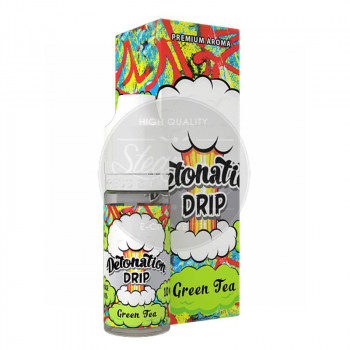 PREMIUM AROMA
HIGH QUALITY
Detonation
DRIP
Green Tea
Detonation
DRIP
Green Tea